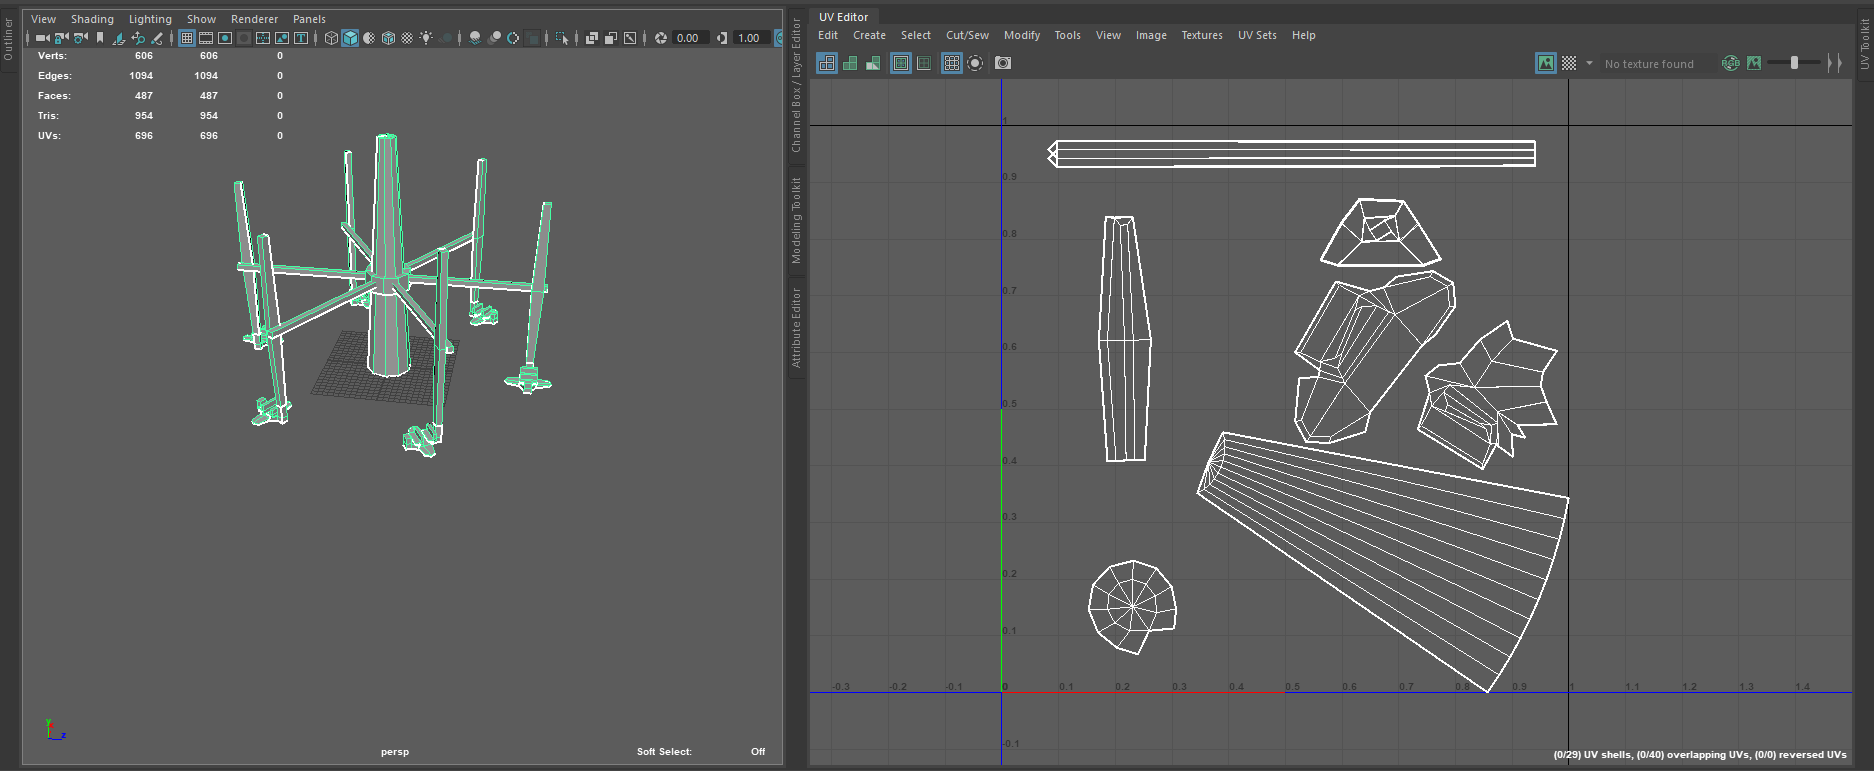 Outliner
View Shading Lighting Show Renderer Panels
0.00 1.00
Verts: 606 606 0
Edges: 1094 1094 0
Faces: 487 487 0
Tris: 954 954 0
UVs: 696 696 0
y
z
persp
Soft Select: Off
Channel Box / Layer Editor
Modeling Toolkit
Attribute Editor
UV Editor
Edit Create Select Cut/Sew Modify Tools View Image Textures UV Sets Help
No texture found
RGB
1
0.9
0.8
0.7
0.6
0.5
0.4
0.3
0.2
0.1
-0.3 -0.2 -0.1 0 0.1 0.2 0.3 0.4 0.5 0.6 0.7 0.8 0.9 1 1.1 1.2 1.3 1.4
-0.1
(0/29) UV shells, (0/40) overlapping UVs, (0/0) reversed UVs
UV Toolkit